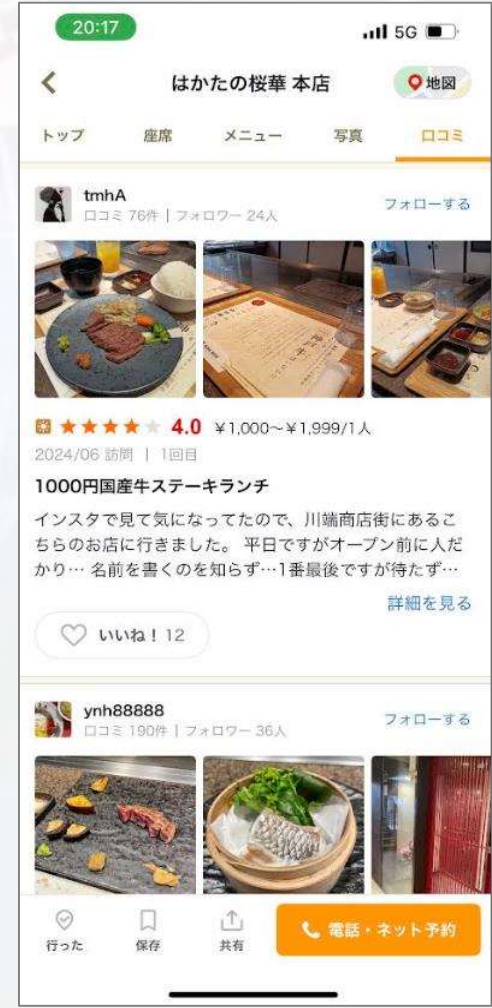 20:17
5G
はかたの桜華 本店
地図
トップ
座席
メニュー
写真
口コミ
tmhA
口コミ 76件 | フォロワー 24人
フォローする
4.0 ￥1,000～￥1,999/1人
2024/06 訪問 | 1回目
1000円国産牛ステーキランチ
インスタで見て気になってたので、川端商店街にあるこ
ちらのお店に行きました。 平日ですがオープン前に人だ
かり… 名前を書くのを知らず…1番最後ですが待たず…
詳細を見る
いいね！12
ynh88888
口コミ 190件 | フォロワー 36人
フォローする
行った
保存
共有
電話・ネット予約